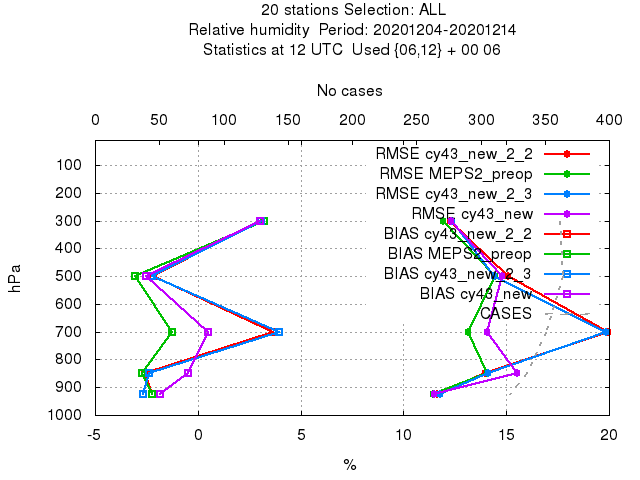 20 stations Selection: ALL
Relative humidity  Period: 20201204-20201214
Statistics at 12 UTC  Used {06,12} + 00 06
No cases
0 50 100 150 200 250 300 350 400
RMSE cy43_new_2_2
RMSE MEPS2_preop
RMSE cy43_new_2_3
RMSE cy43_new
BIAS cy43_new_2_2
BIAS MEPS2_preop
BIAS cy43_new_2_3
BIAS cy43_new
CASES
hPa
100
200
300
400
500
600
700
800
900
1000
-5 0 5 10 15 20
%